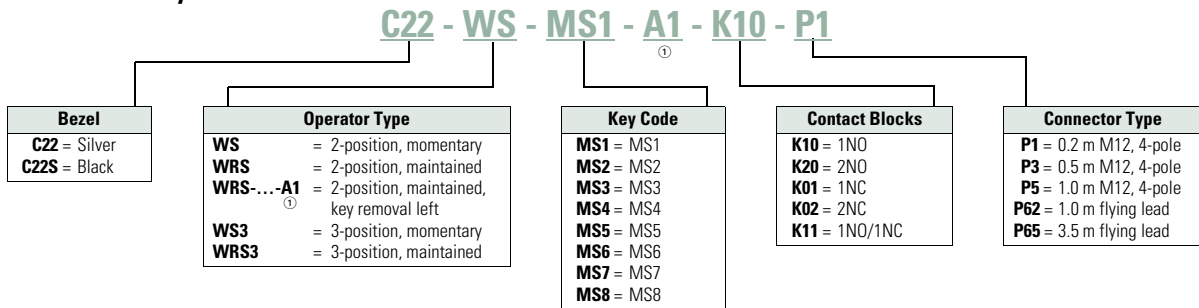 C22 - WS - MS1 - A1 - K10 - P1
①
Bezel
C22 = Silver
C22S = Black
Operator Type
WS = 2-position, momentary
WRS = 2-position, maintained
WRS-...-A1 = 2-position, maintained,
① key removal left
WS3 = 3-position, momentary
WRS3 = 3-position, maintained
Key Code
MS1 = MS1
MS2 = MS2
MS3 = MS3
MS4 = MS4
MS5 = MS5
MS6 = MS6
MS7 = MS7
MS8 = MS8
Contact Blocks
K10 = 1NO
K20 = 2NO
K01 = 1NC
K02 = 2NC
K11 = 1NO/1NC
Connector Type
P1 = 0.2 m M12, 4-pole
P3 = 0.5 m M12, 4-pole
P5 = 1.0 m M12, 4-pole
P62 = 1.0 m flying lead
P65 = 3.5 m flying lead